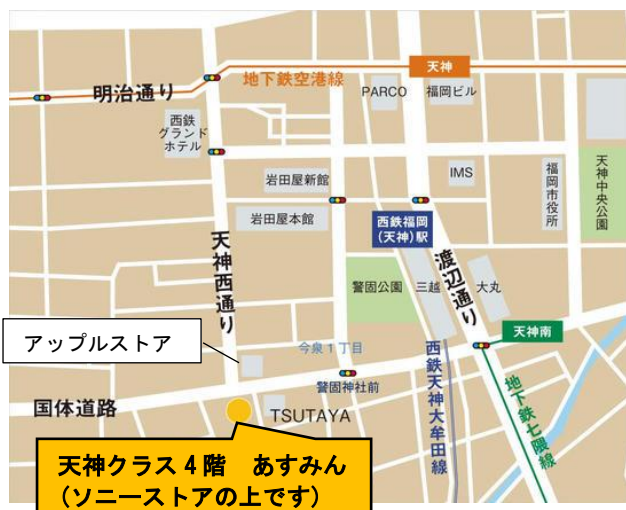 天神
地下鉄空港線
明治通り
PARCO
福岡ビル
西鉄
グランド
ホテル
岩田屋新館
IMS
福岡市役所
天神中央公園
岩田屋本館
西鉄福岡
(天神)駅
天神西通り
渡辺通り
警固公園
三越
大丸
天神南
アップルストア
今泉1丁目
西鉄天神大牟田線
地下鉄七隈線
警固神社前
国体道路
TSUTAYA
天神クラス4階 あすみん
(ソニーストアの上です)